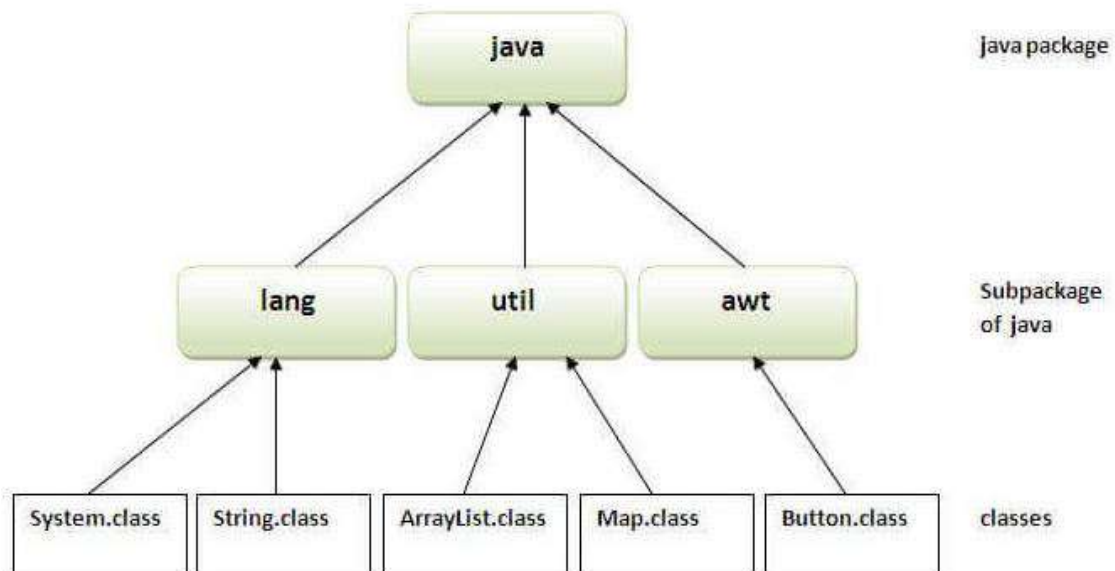 java
java package
lang
util
awt
Subpackage
of java
System.class
String.class
ArrayList.class
Map.class
Button.class
classes